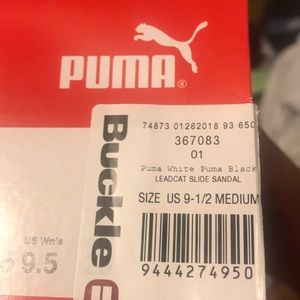 PUMA®
74873 01262018 93 650
367083
01
Puma White Puma Black
LEADCAT SLIDE SANDAL
SIZE US 9-1/2 MEDIUM
9444274950
Buckle
US Wn's
9.5